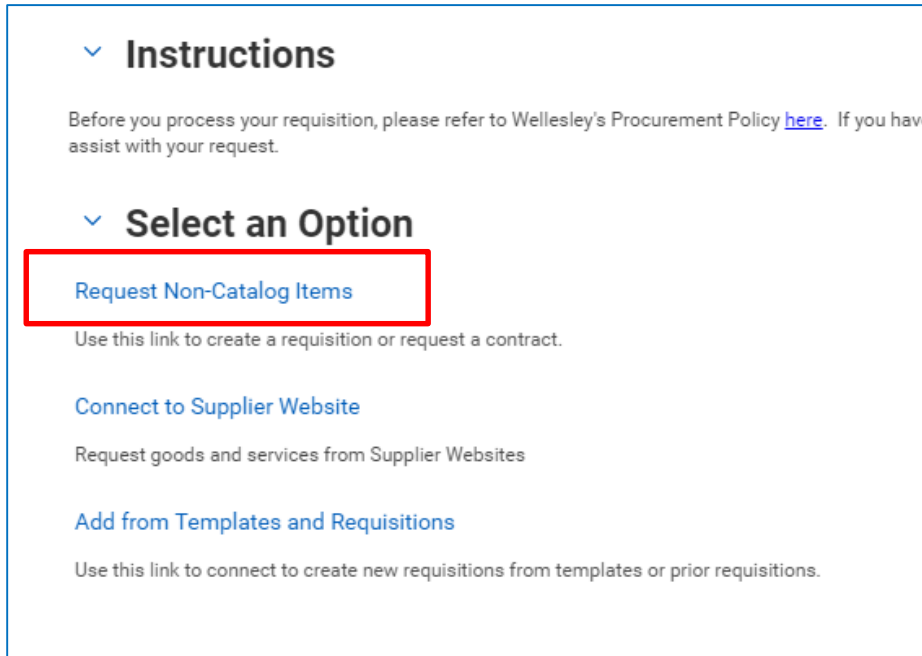 Instructions
Before you process your requisition, please refer to Wellesley's Procurement Policy here. If you have
assist with your request.
Select an Option
Request Non-Catalog Items
Use this link to create a requisition or request a contract.
Connect to Supplier Website
Request goods and services from Supplier Websites
Add from Templates and Requisitions
Use this link to connect to create new requisitions from templates or prior requisitions.